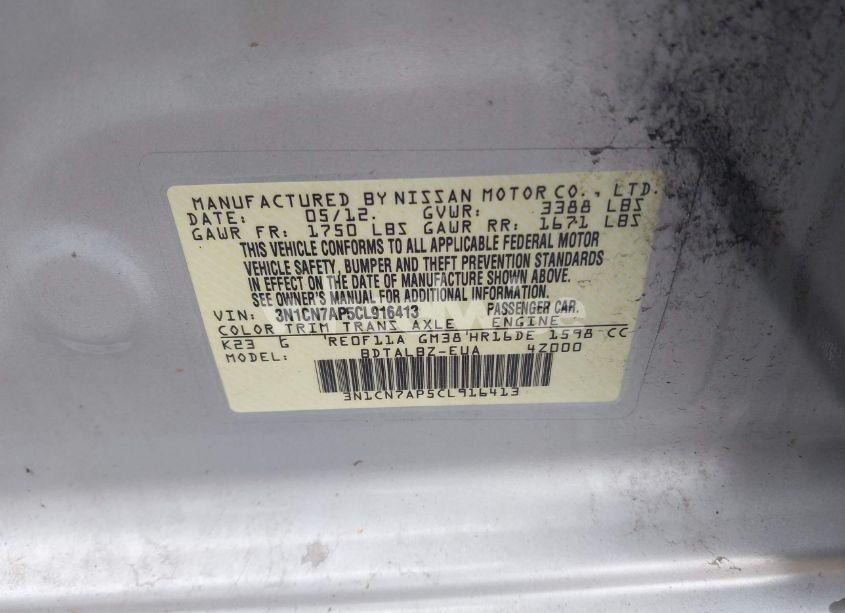 MANUFACTURED BY NISSAN MOTOR CO., LTD.
DATE: 05/12. GVWR: 3388 LBS
GAWR FR: 1750 LBS GAWR RR: 1671 LBS
THIS VEHICLE CONFORMS TO ALL APPLICABLE FEDERAL MOTOR
VEHICLE SAFETY, BUMPER AND THEFT PREVENTION STANDARDS
IN EFFECT ON THE DATE OF MANUFACTURE SHOWN ABOVE.
SEE OWNER'S MANUAL FOR ADDITIONAL INFORMATION.
VIN: 3N1CN7AP5CL916413 PASSENGER CAR.
COLOR TRIM TRANS AXLE ENGINE
K23 G RE0F11A GM38 HR16DE 1598 CC
MODEL: BDTALBZ-EUA 4Z000
3N1CN7AP5CL916413